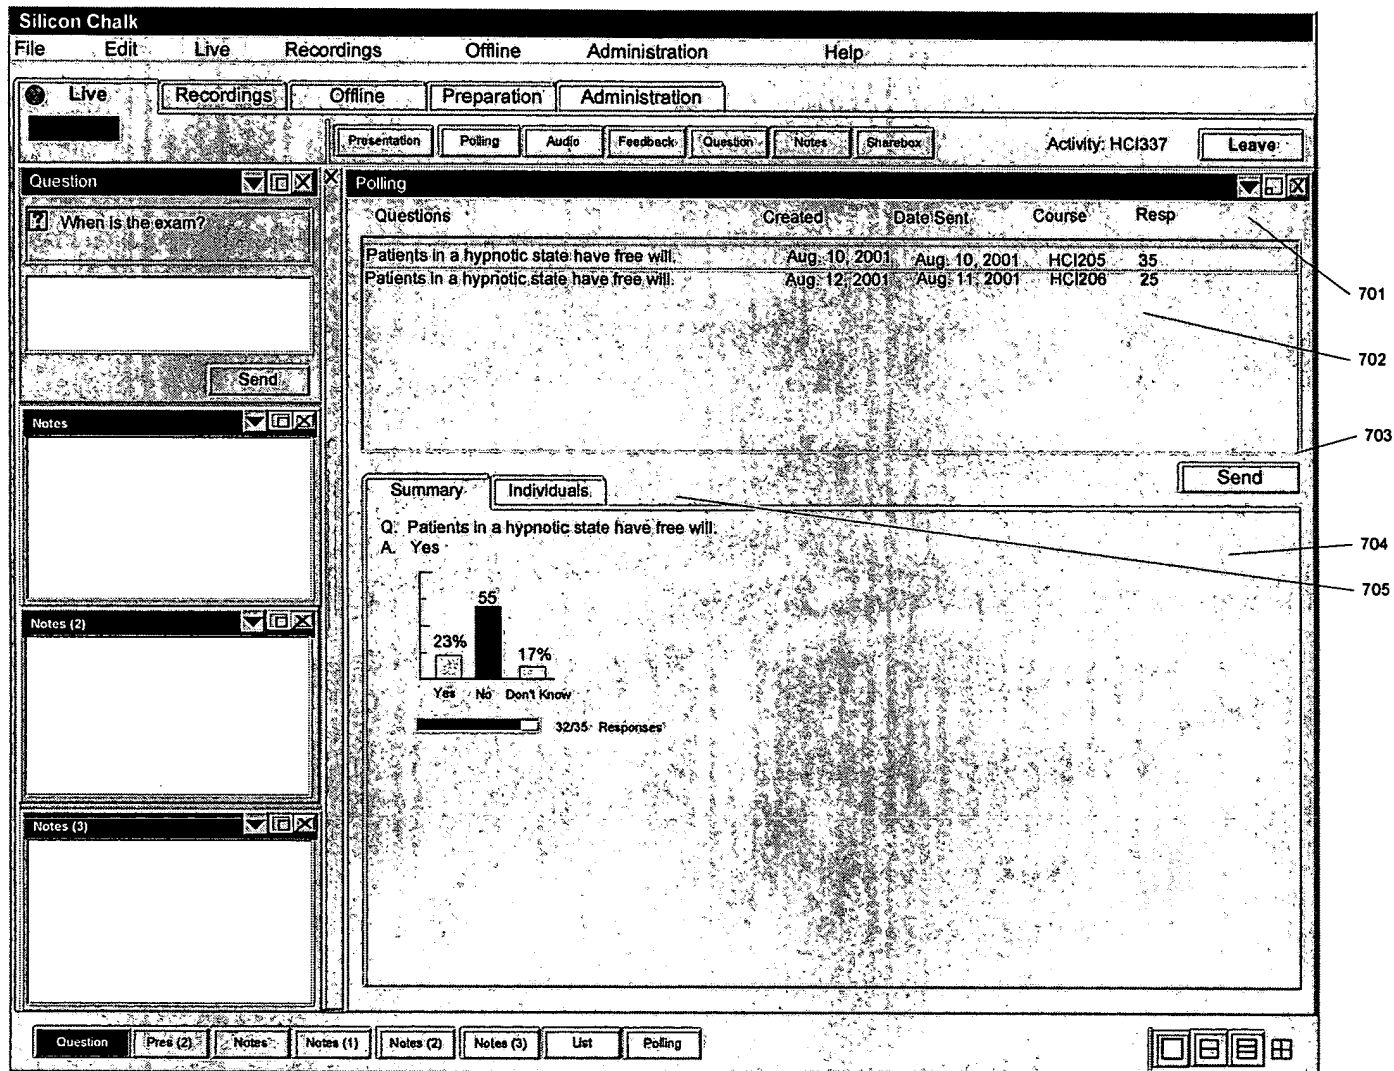 Silicon Chalk
File Edit Live Recordings Offline Administration Help
Live Recordings Offline Preparation Administration
Presentation Polling Audio Feedback Question Notes Sharebox Activity: HCI337 Leave
Question
Polling
? When is the exam?
Questions Created Date Sent Course Resp
Patients in a hypnotic state have free will. Aug. 10, 2001 Aug. 10, 2001 HCI205 35
Patients in a hypnotic state have free will. Aug. 12, 2001 Aug. 11, 2001 HCI206 25
701
702
Send
Notes
703
Send
Summary Individuals
Q. Patients in a hypnotic state have free will.
A. Yes
704
705
55
23%
17%
Yes No Don't Know
32/35 Responses
Notes (2)
Notes (3)
Question Pres (2) Notes Notes (1) Notes (2) Notes (3) List Polling